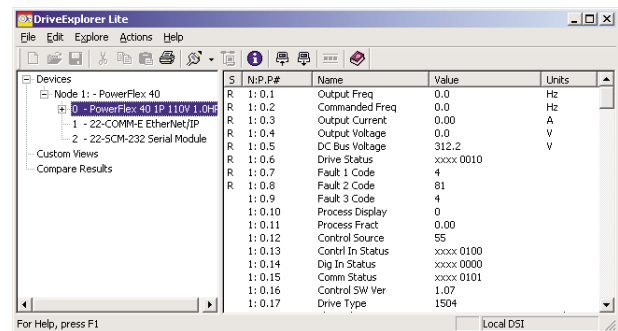 DriveExplorer Lite
File Edit Explore Actions Help
Devices
Node 1: - PowerFlex 40
0 - PowerFlex 40 1P 110V 1.0HP
1 - 22-COMM-E EtherNet/IP
2 - 22-SCM-232 Serial Module
Custom Views
Compare Results
S N:P.P# Name Value Units
R 1: 0.1 Output Freq 0.0 Hz
R 1: 0.2 Commanded Freq 0.0 Hz
R 1: 0.3 Output Current 0.00 A
R 1: 0.4 Output Voltage 0.0 V
R 1: 0.5 DC Bus Voltage 312.2 V
R 1: 0.6 Drive Status xxxx 0010
R 1: 0.7 Fault 1 Code 4
R 1: 0.8 Fault 2 Code 81
1: 0.9 Fault 3 Code 4
1: 0.10 Process Display 0
1: 0.11 Process Fract 0.00
1: 0.12 Control Source 55
1: 0.13 Contrl In Status xxxx 0100
1: 0.14 Dig In Status xxxx 0000
1: 0.15 Comm Status xxxx 0101
1: 0.16 Control SW Ver 1.07
1: 0.17 Drive Type 1504
For Help, press F1 Local DSI